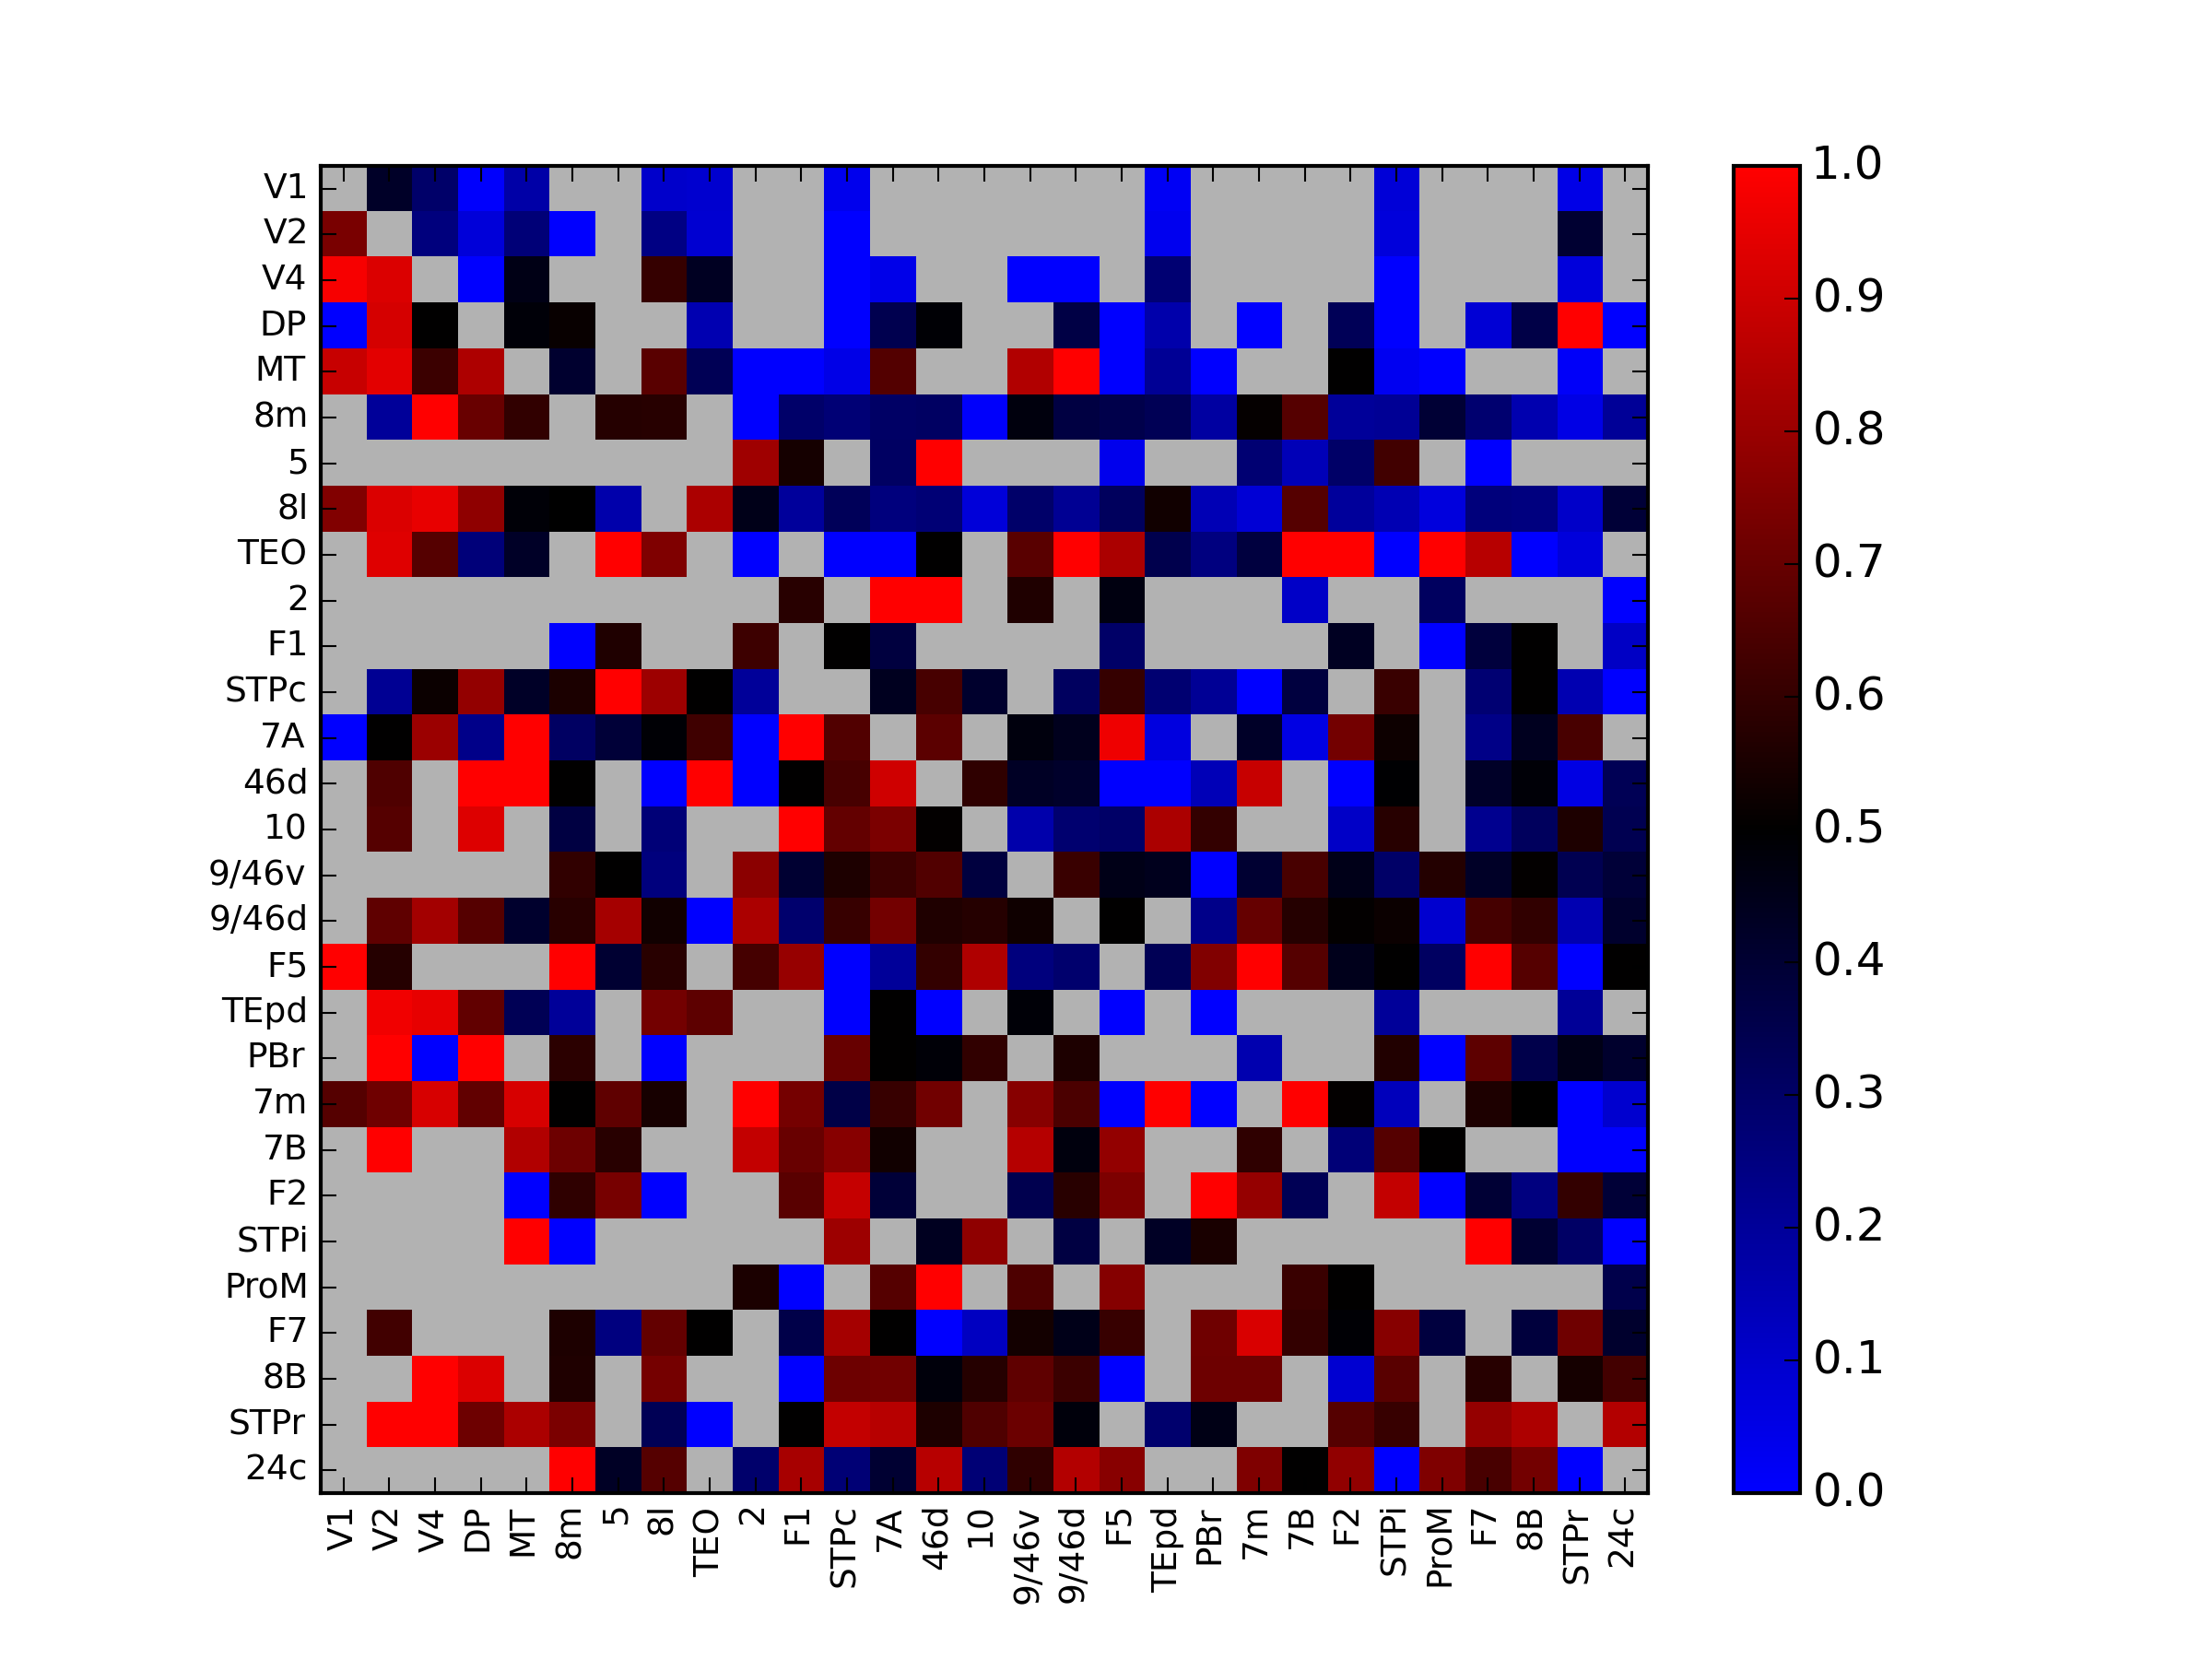 V1
V2
V4
DP
MT
8m
5
8l
TEO
2
F1
STPc
7A
46d
10
9/46v
9/46d
F5
TEpd
PBr
7m
7B
F2
STPi
ProM
F7
8B
STPr
24c
V1 V2 V4 DP MT 8m 5 8l TEO 2 F1 STPc 7A 46d 10 9/46v 9/46d F5 TEpd PBr 7m 7B F2 STPi ProM F7 8B STPr 24c
1.0
0.9
0.8
0.7
0.6
0.5
0.4
0.3
0.2
0.1
0.0